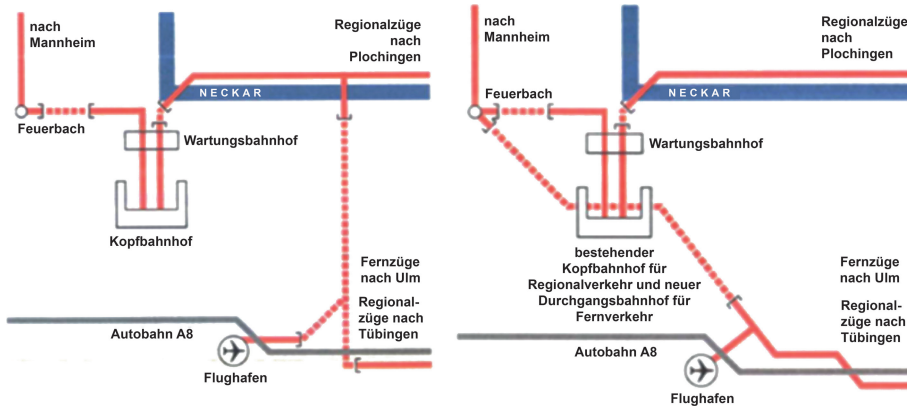 nach
Mannheim
Regionalzüge
nach
Plochingen
NECKAR
Feuerbach
Wartungsbahnhof
Kopfbahnhof
Fernzüge
nach Ulm
Regional-
züge nach
Tübingen
Autobahn A8
Flughafen
nach
Mannheim
Regionalzüge
nach
Plochingen
NECKAR
Feuerbach
Wartungsbahnhof
bestehender
Kopfbahnhof für
Regionalverkehr und neuer
Durchgangsbahnhof für
Fernverkehr
Fernzüge
nach Ulm
Regional-
züge nach
Tübingen
Autobahn A8
Flughafen